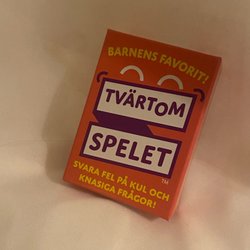 BARNENS FAVORIT!
TVÄRTOM
SPELET
TM
SVARA FEL PÅ KUL OCH
KNASIGA FRÅGOR!